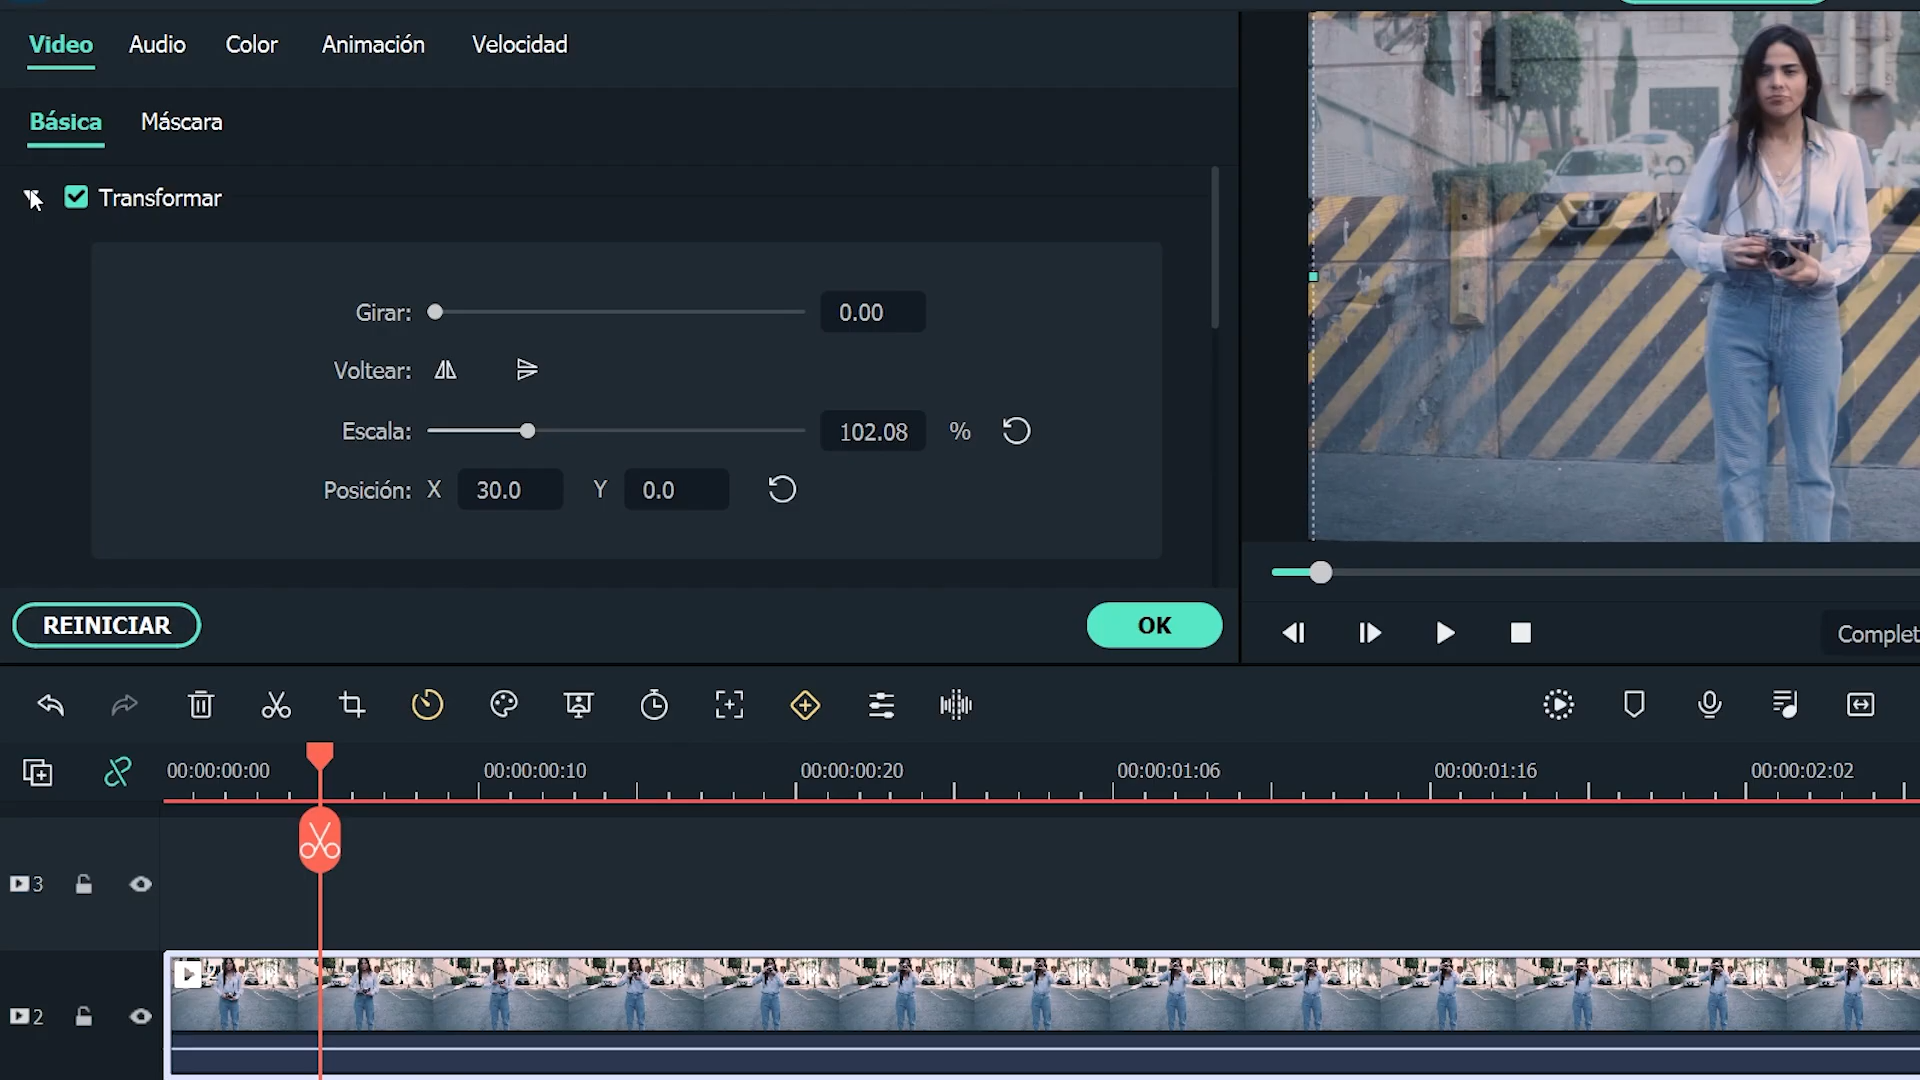 Video Audio Color Animación Velocidad
Básica Máscara
Transformar
Girar: 0.00
Voltear:
Escala: 102.08 %
Posición: X 30.0 Y 0.0
REINICIAR OK
Complet
00:00:00:00 00:00:00:10 00:00:00:20 00:00:01:06 00:00:01:16 00:00:02:02
3
2
2